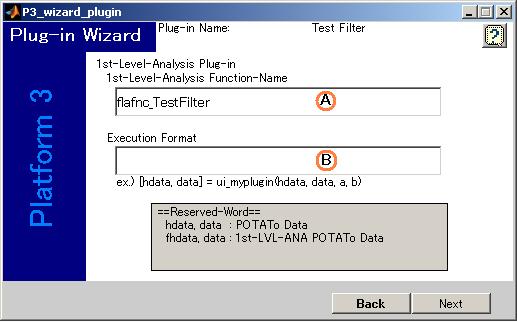 P3_wizard_plugin
Plug-in Wizard
Plug-in Name: Test Filter
?
Platform 3
1st-Level-Analysis Plug-in
1st-Level-Analysis Function-Name
flafnc_TestFilter A
Execution Format
B
ex.) [hdata, data] = ui_myplugin(hdata, data, a, b)
==Reserved-Word==
hdata, data : POTATo Data
fhdata, data : 1st-LVL-ANA POTATo Data
Back Next